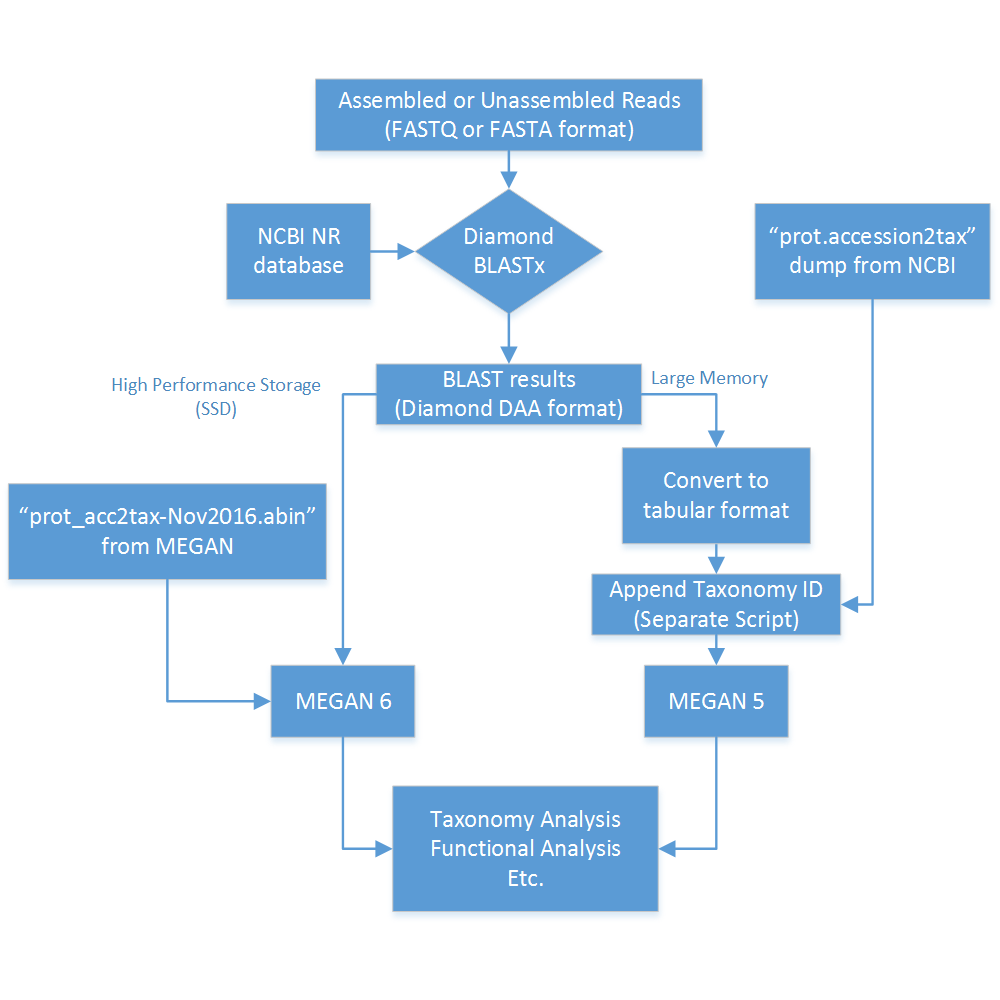 Assembled or Unassembled Reads
(FASTQ or FASTA format)
NCBI NR
database
Diamond
BLASTx
“prot.accession2tax”
dump from NCBI
High Performance Storage
(SSD)
BLAST results
(Diamond DAA format)
Large Memory
Convert to
tabular format
“prot_acc2tax-Nov2016.abin”
from MEGAN
Append Taxonomy ID
(Separate Script)
MEGAN 6
MEGAN 5
Taxonomy Analysis
Functional Analysis
Etc.